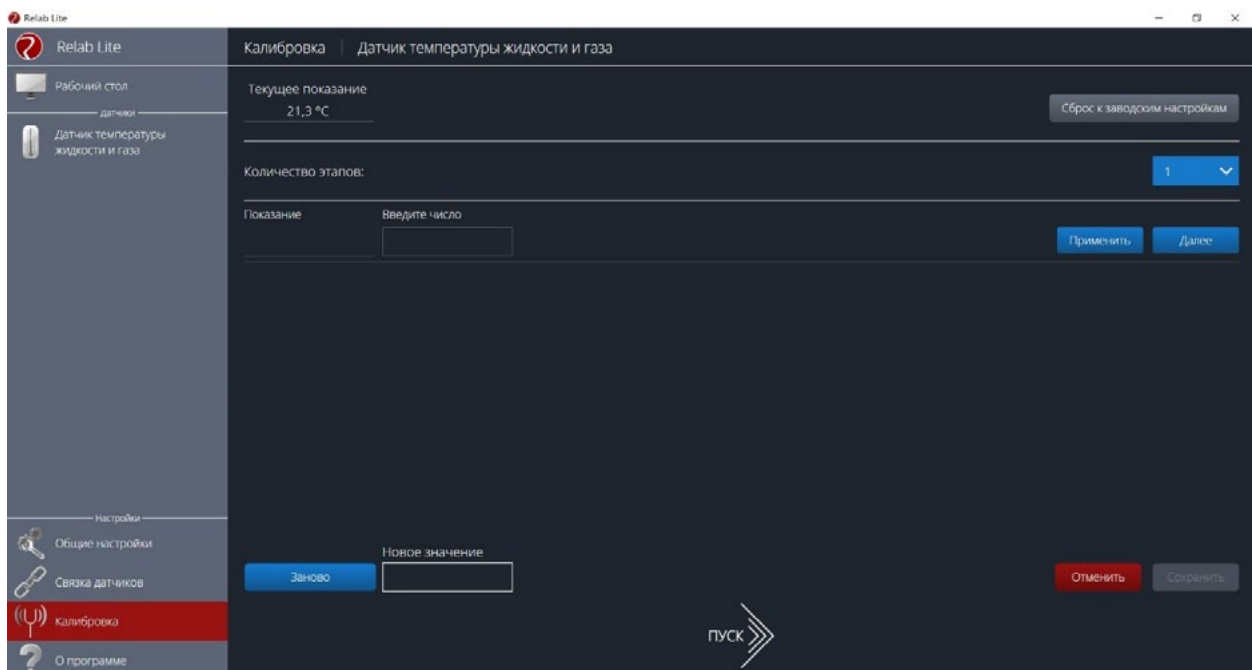 Relab Lite
Relab Lite
Калибровка | Датчик температуры жидкости и газа
Рабочий стол
Датчики
Датчик температуры
жидкости и газа
Текущее показание
21,3 °C
Сброс к заводским настройкам
Количество этапов:
1
Показание
Введите число
Применить
Далее
Настройки
Общие настройки
Связка датчиков
Калибровка
О программе
Новое значение
Заново
Отменить
Сохранить
ПУСК